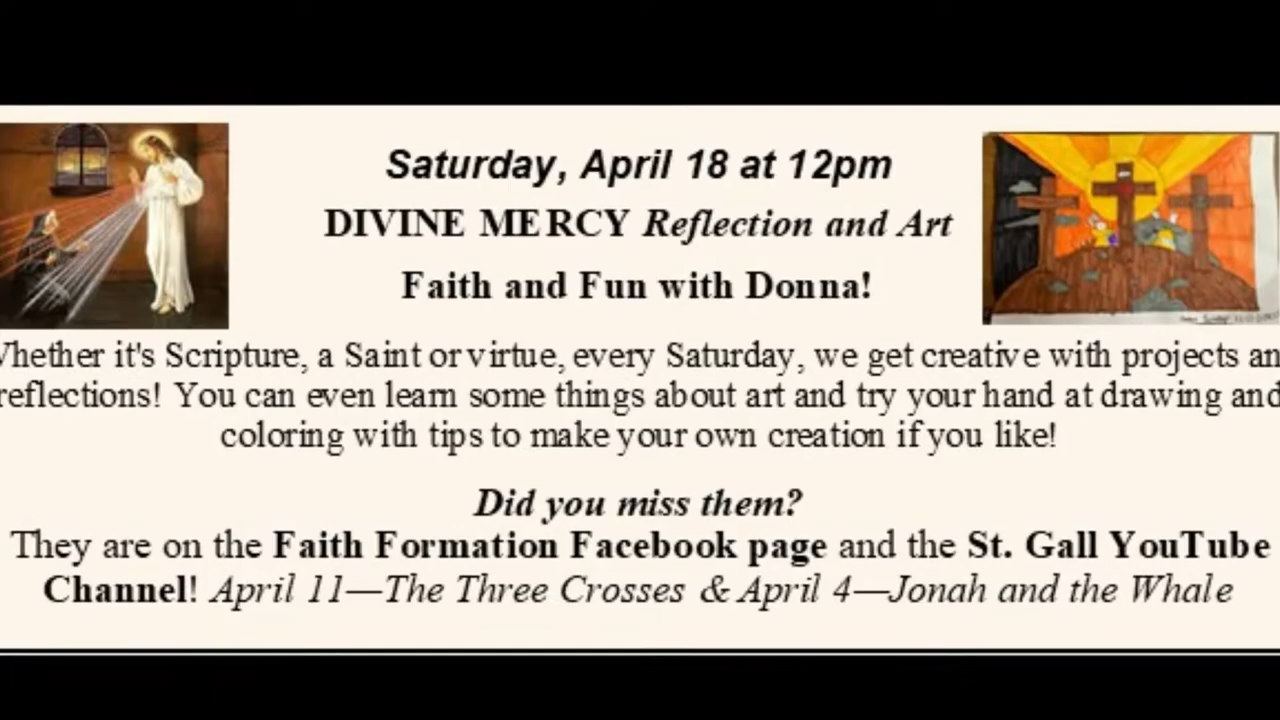 Saturday, April 18 at 12pm
DIVINE MERCY Reflection and Art
Faith and Fun with Donna!
Whether it's Scripture, a Saint or virtue, every Saturday, we get creative with projects an
reflections! You can even learn some things about art and try your hand at drawing and
coloring with tips to make your own creation if you like!
Did you miss them?
They are on the Faith Formation Facebook page and the St. Gall YouTube
Channel! April 11—The Three Crosses & April 4—Jonah and the Whale